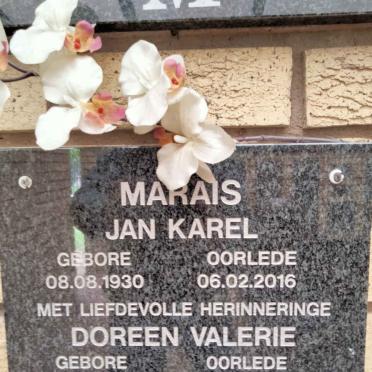 MARAIS
JAN KAREL
GEBORE OORLEDE
08.08.1930 06.02.2016
MET LIEFDEVOLLE HERINNERINGE
DOREEN VALERIE
GEBORE OORLEDE